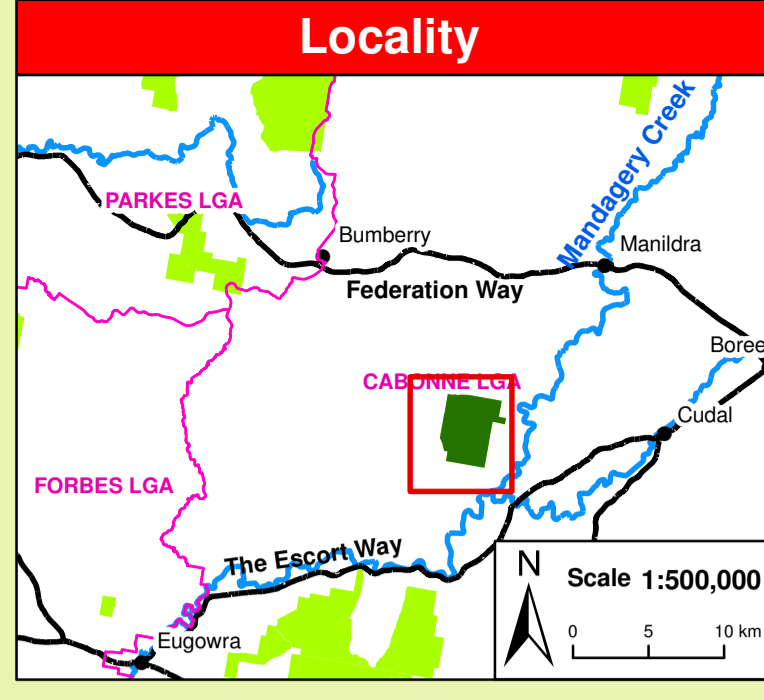 Locality
Mandagery Creek
PARKES LGA
Bumberry
Manildra
Federation Way
Boree
CABONNE LGA
Cudal
FORBES LGA
The Escort Way
N
Scale 1:500,000
0 5 10 km
Eugowra